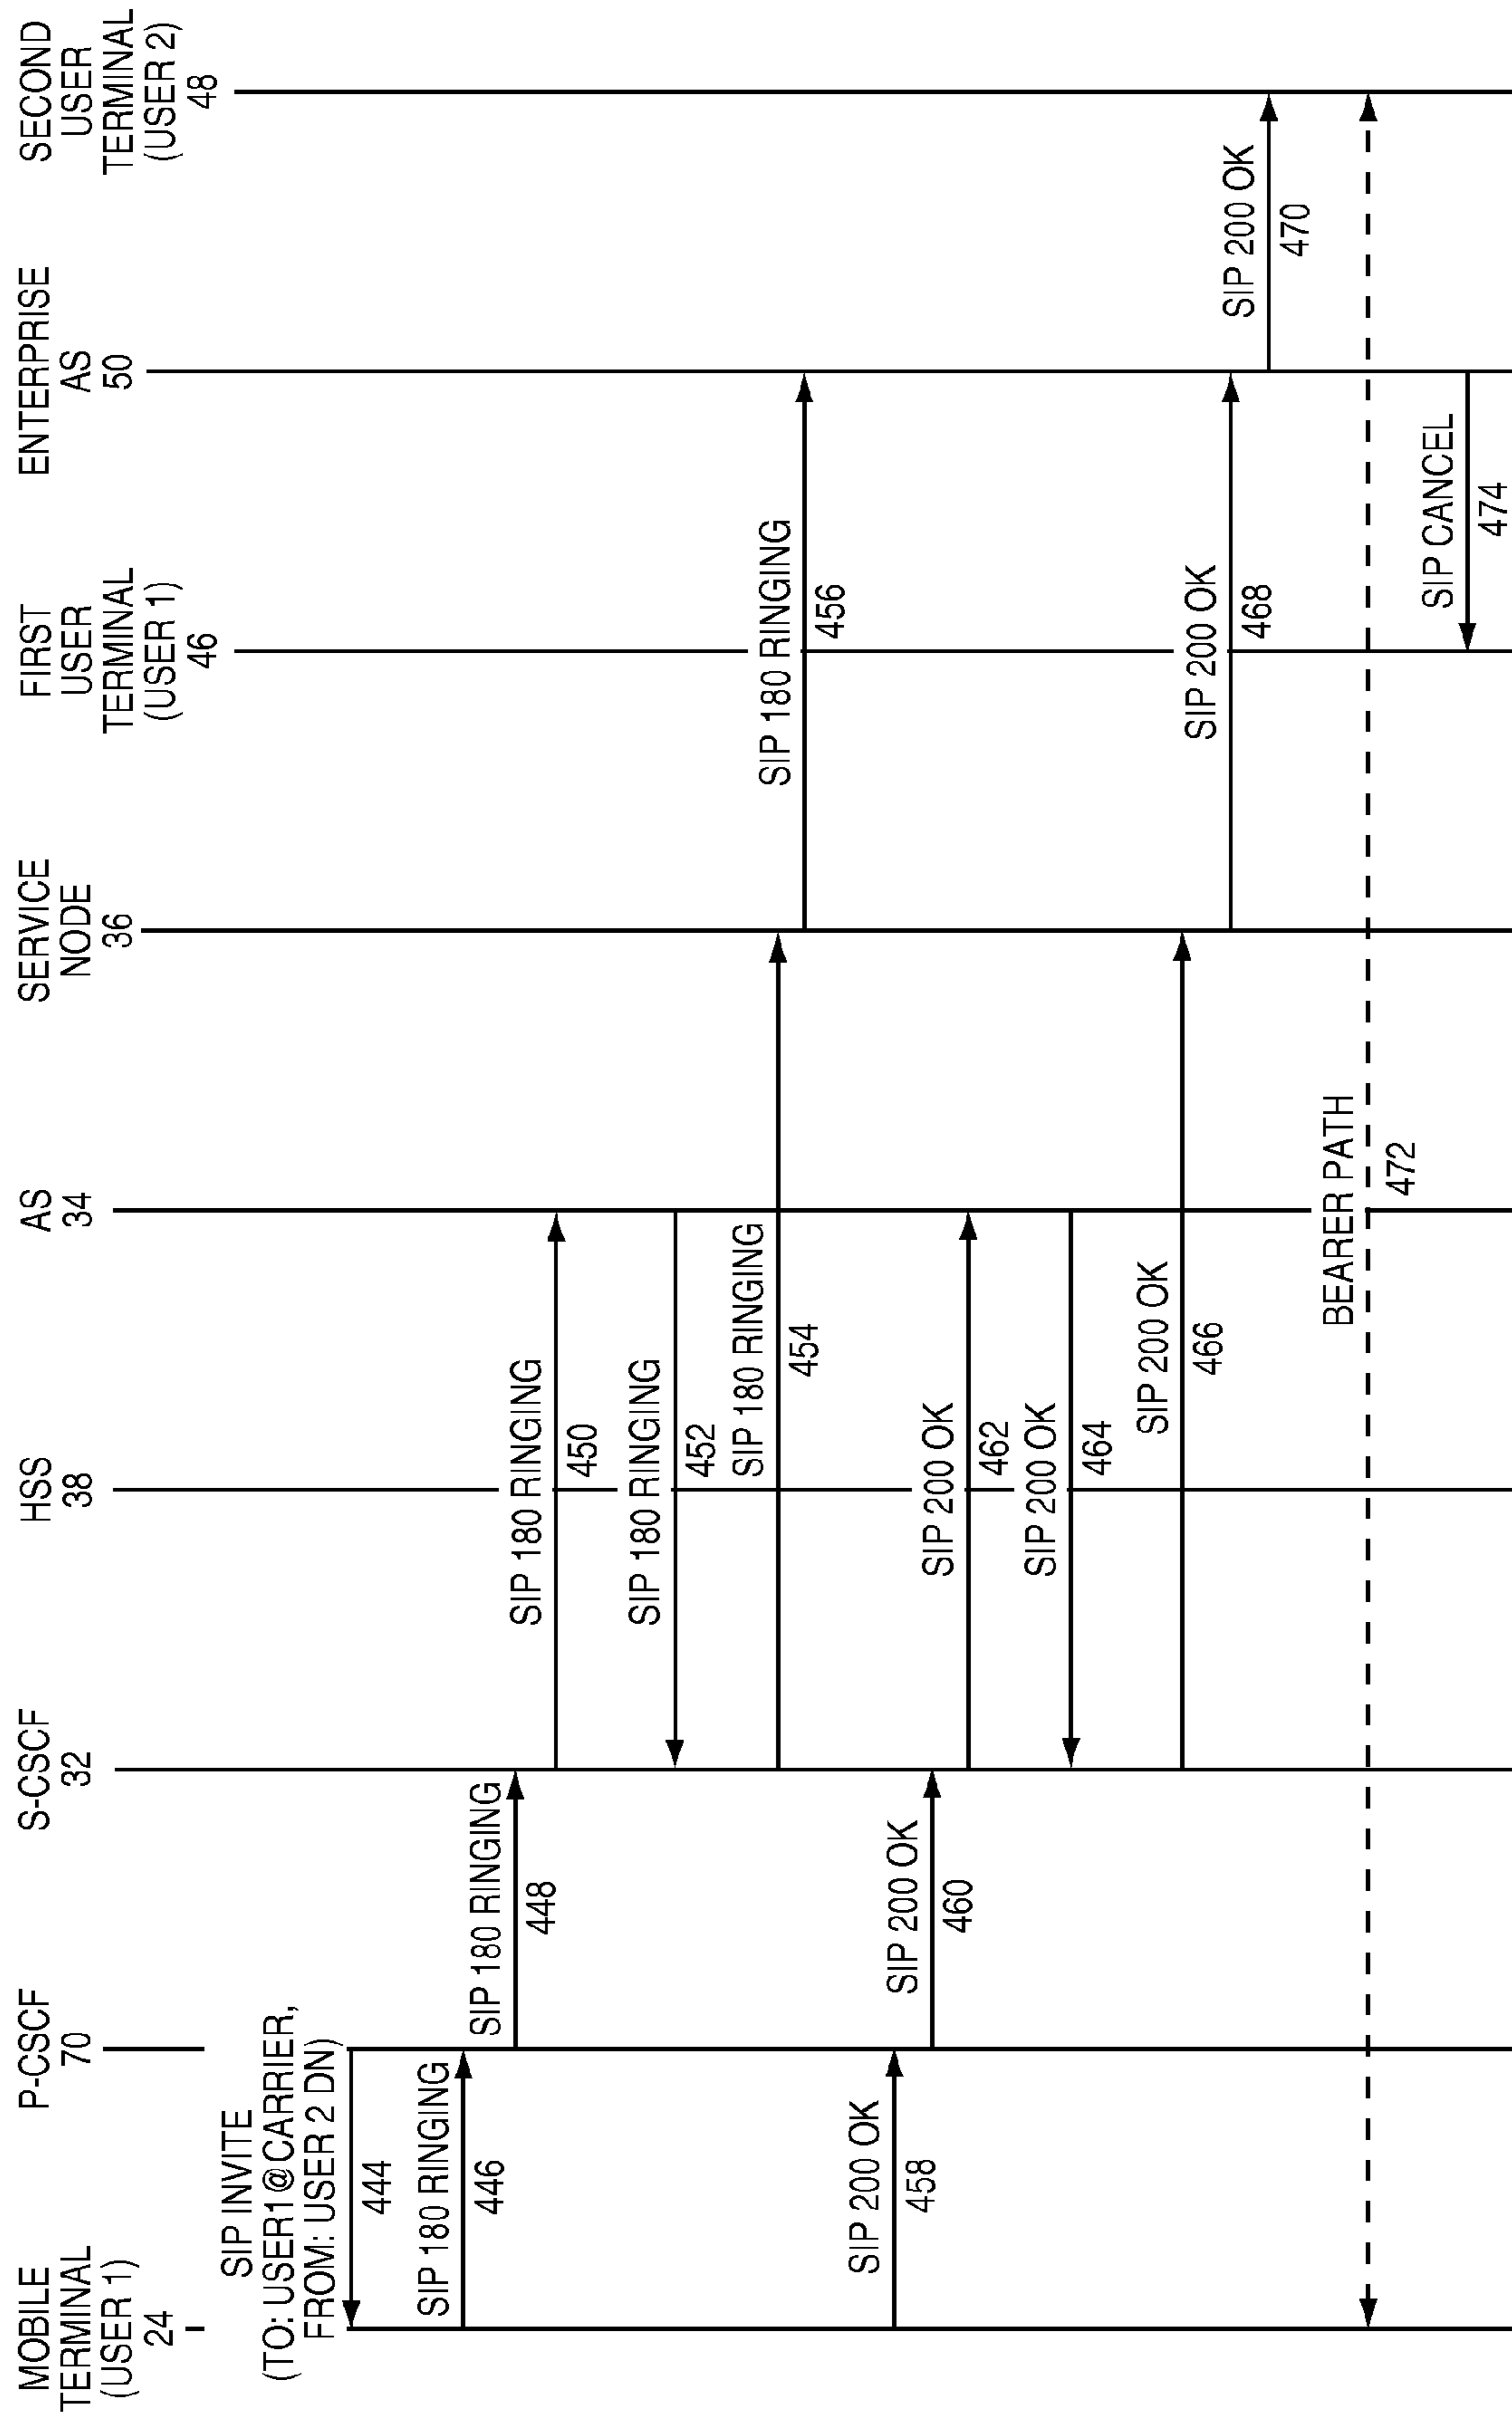 MOBILE
TERMINAL
(USER 1)
24
P-CSCF
70
S-CSCF
32
HSS
38
AS
34
SERVICE
NODE
36
FIRST
USER
TERMINAL
(USER 1)
46
ENTERPRISE
AS
50
SECOND
USER
TERMINAL
(USER 2)
48
SIP INVITE
(TO: USER1@CARRIER,
FROM: USER 2 DN)
444
SIP 180 RINGING
446
SIP 180 RINGING
448
SIP 180 RINGING
450
SIP 180 RINGING
452
SIP 180 RINGING
454
SIP 180 RINGING
456
SIP 200 OK
458
SIP 200 OK
460
SIP 200 OK
462
SIP 200 OK
464
SIP 200 OK
466
SIP 200 OK
468
SIP 200 OK
470
BEARER PATH
472
SIP CANCEL
474